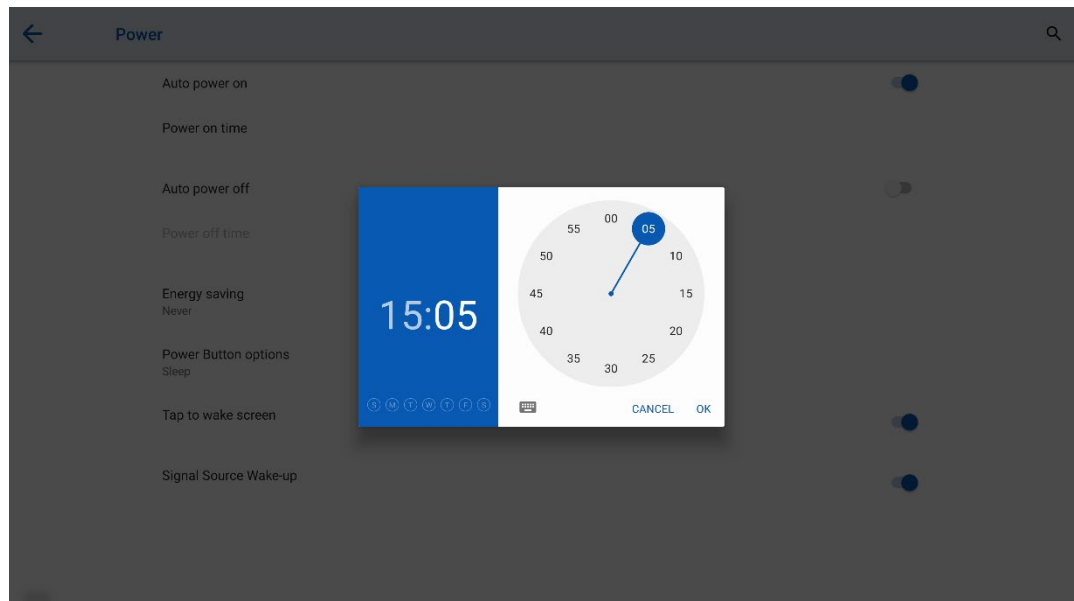 Power
Auto power on
Power on time
Auto power off
Power off time
Energy saving
Never
Power Button options
Sleep
Tap to wake screen
Signal Source Wake-up
15:05
S M T W T F S
00
05
10
15
20
25
30
35
40
45
50
55
CANCEL OK